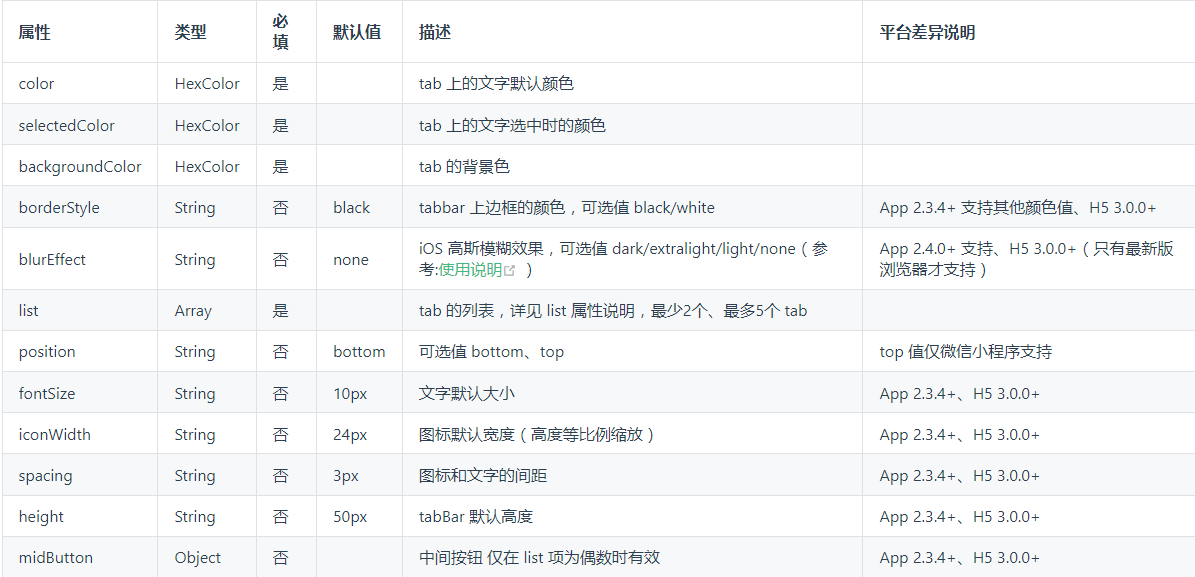 属性 类型 必填 默认值 描述 平台差异说明
color HexColor 是 tab 上的文字默认颜色
selectedColor HexColor 是 tab 上的文字选中时的颜色
backgroundColor HexColor 是 tab 的背景色
borderStyle String 否 black tabbar 上边框的颜色，可选值 black/white App 2.3.4+ 支持其他颜色值、H5 3.0.0+
blurEffect String 否 none iOS 高斯模糊效果，可选值 dark/extralight/light/none（参
考:使用说明 ） App 2.4.0+ 支持、H5 3.0.0+（只有最新版
浏览器才支持）
list Array 是 tab 的列表，详见 list 属性说明，最少2个、最多5个 tab
position String 否 bottom 可选值 bottom、top top 值仅微信小程序支持
fontSize String 否 10px 文字默认大小 App 2.3.4+、H5 3.0.0+
iconWidth String 否 24px 图标默认宽度（高度等比例缩放） App 2.3.4+、H5 3.0.0+
spacing String 否 3px 图标和文字的间距 App 2.3.4+、H5 3.0.0+
height String 否 50px tabBar 默认高度 App 2.3.4+、H5 3.0.0+
midButton Object 否 中间按钮 仅在 list 项为偶数时有效 App 2.3.4+、H5 3.0.0+